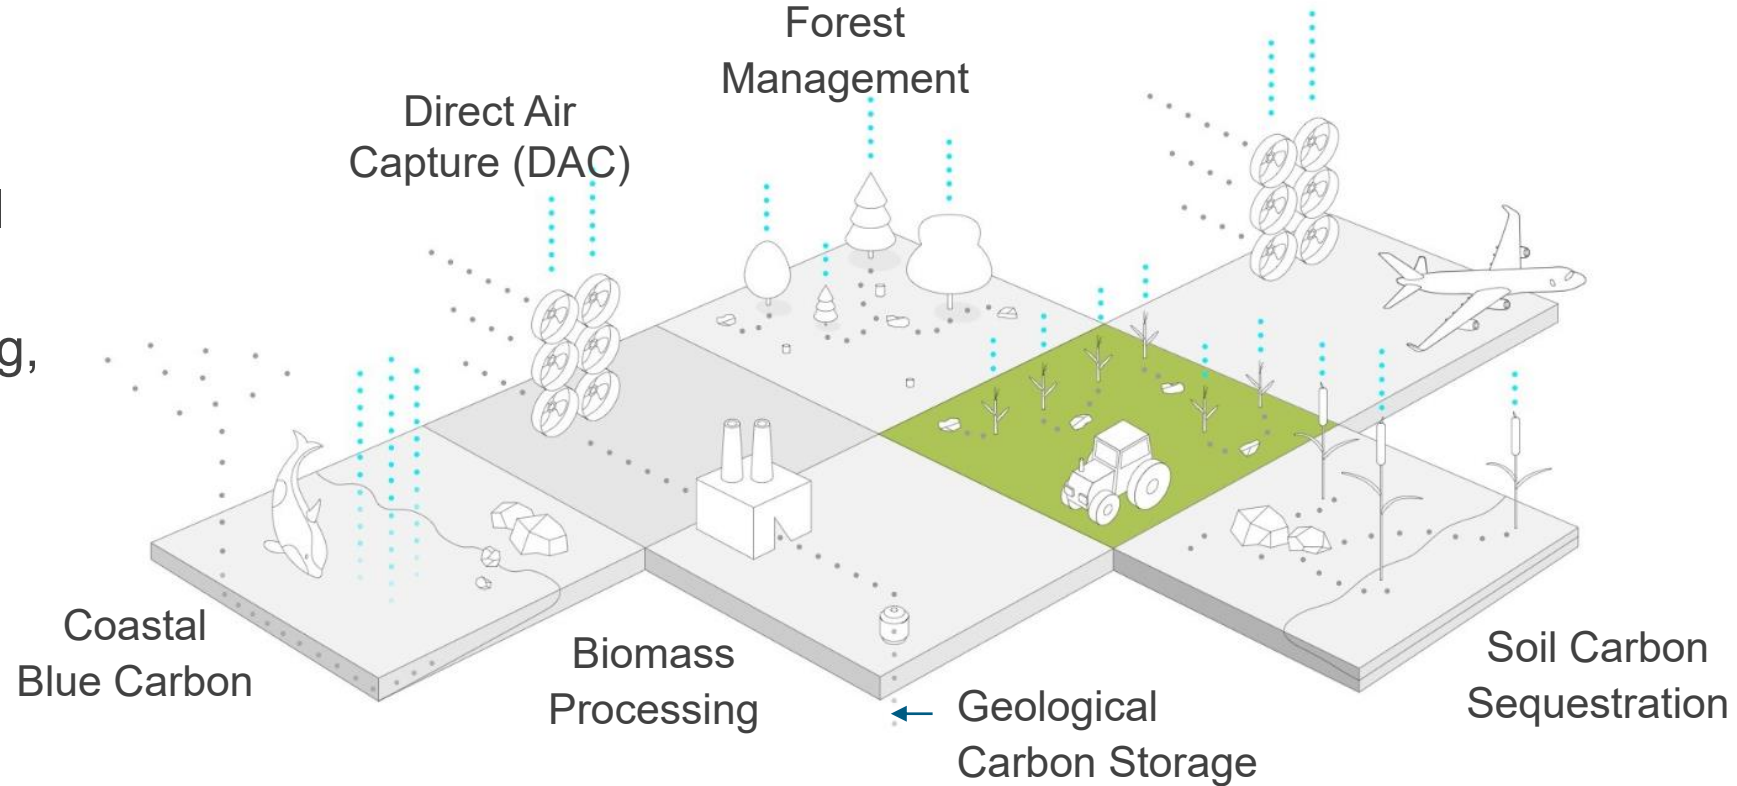 Forest
Management
Direct Air
Capture (DAC)
g,
Coastal
Blue Carbon
Biomass
Processing
Geological
Carbon Storage
Soil Carbon
Sequestration